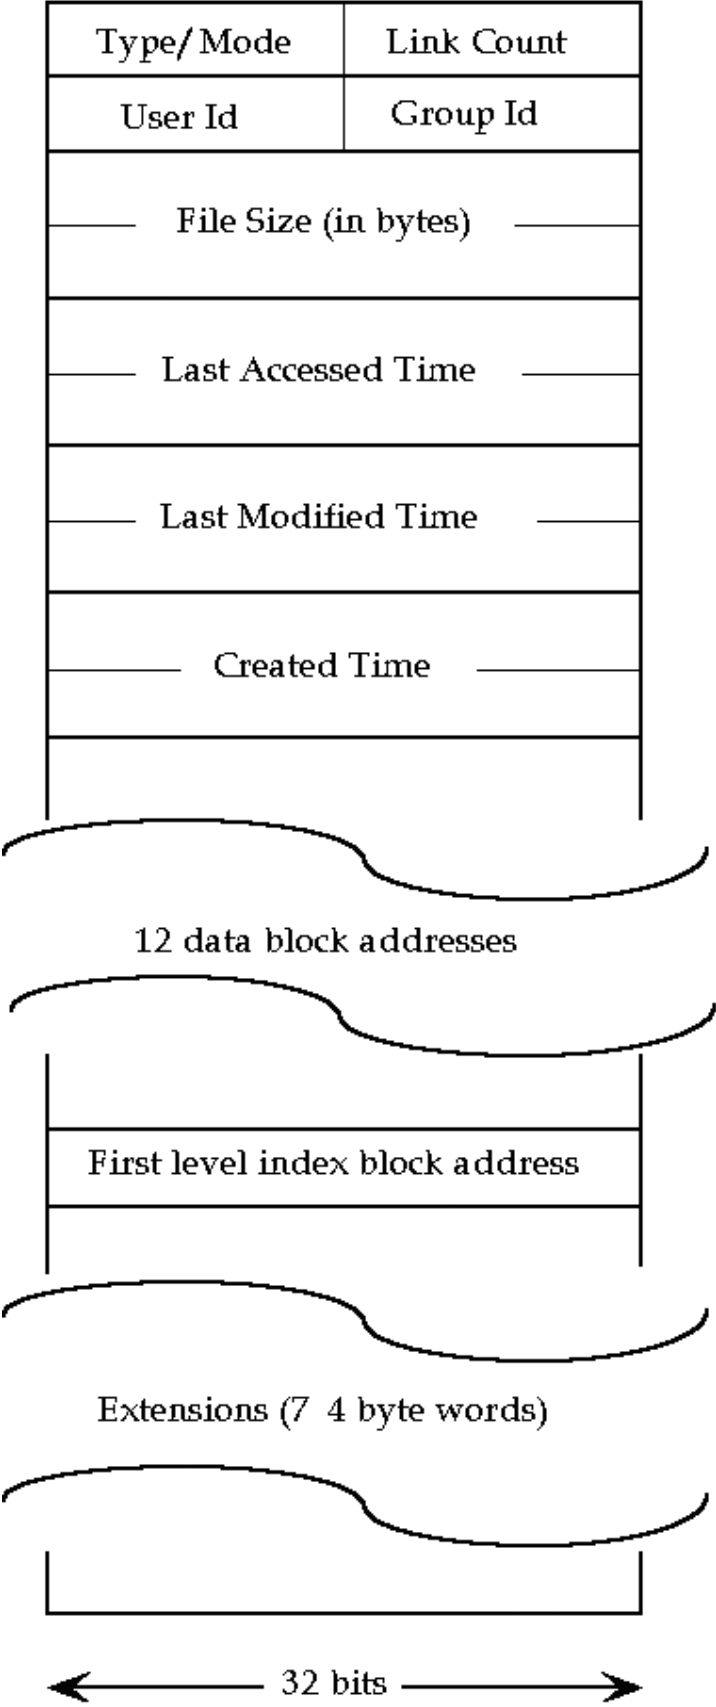 Type/Mode Link Count
User Id Group Id
File Size (in bytes)
Last Accessed Time
Last Modified Time
Created Time
12 data block addresses
First level index block address
Extensions (7 4 byte words)
32 bits